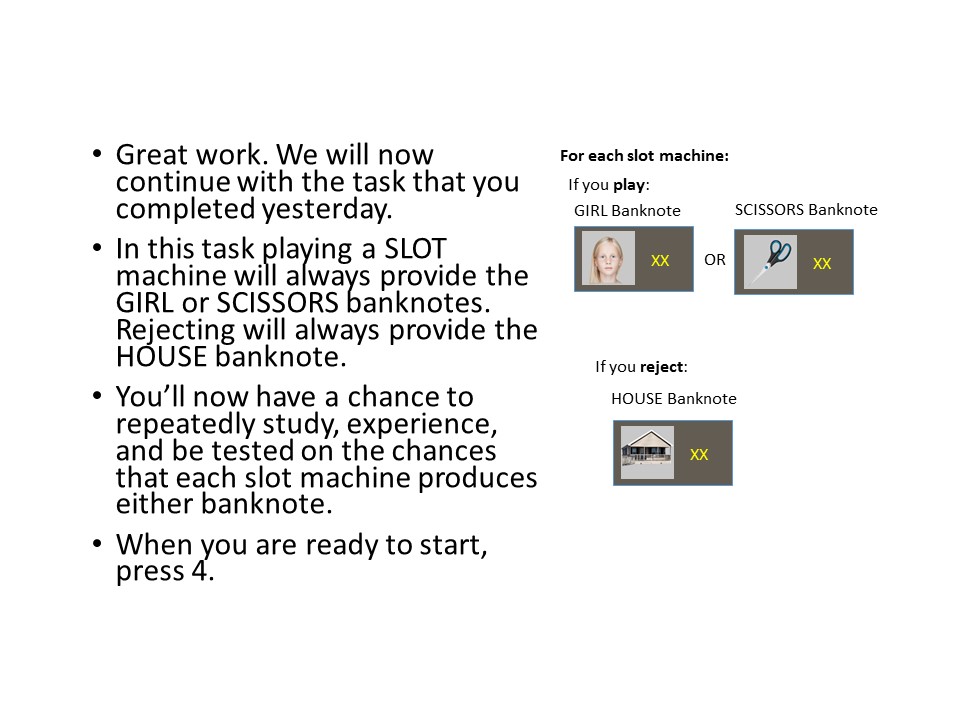 • Great work. We will now
continue with the task that you
completed yesterday.
• In this task playing a SLOT
machine will always provide the
GIRL or SCISSORS banknotes.
Rejecting will always provide the
HOUSE banknote.
• You’ll now have a chance to
repeatedly study, experience,
and be tested on the chances
that each slot machine produces
either banknote.
• When you are ready to start,
press 4.
For each slot machine:
If you play:
GIRL Banknote
SCISSORS Banknote
XX
OR
XX
If you reject:
HOUSE Banknote
XX